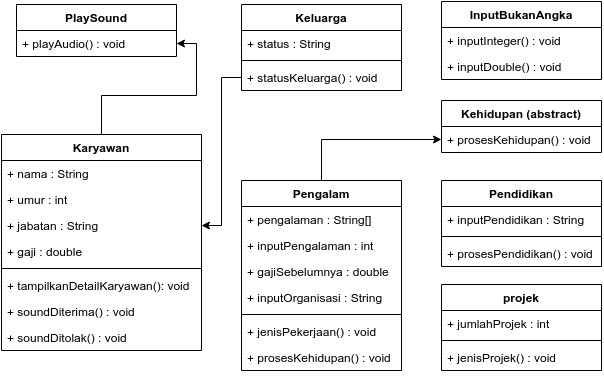 PlaySound
+ playAudio() : void
Karyawan
+ nama : String
+ umur : int
+ jabatan : String
+ gaji : double
+ tampilkanDetailKaryawan(): void
+ soundDiterima() : void
+ soundDitolak() : void
Keluarga
+ status : String
+ statusKeluarga() : void
Pengalam
+ pengalaman : String[]
+ inputPengalaman : int
+ gajiSebelumnya : double
+ inputOrganisasi : String
+ jenisPekerjaan() : void
+ prosesKehidupan() : void
InputBukanAngka
+ inputInteger() : void
+ inputDouble() : void
Kehidupan (abstract)
+ prosesKehidupan() : void
Pendidikan
+ inputPendidikan : String
+ prosesPendidikan() : void
projek
+ jumlahProjek : int
+ jenisProjek() : void